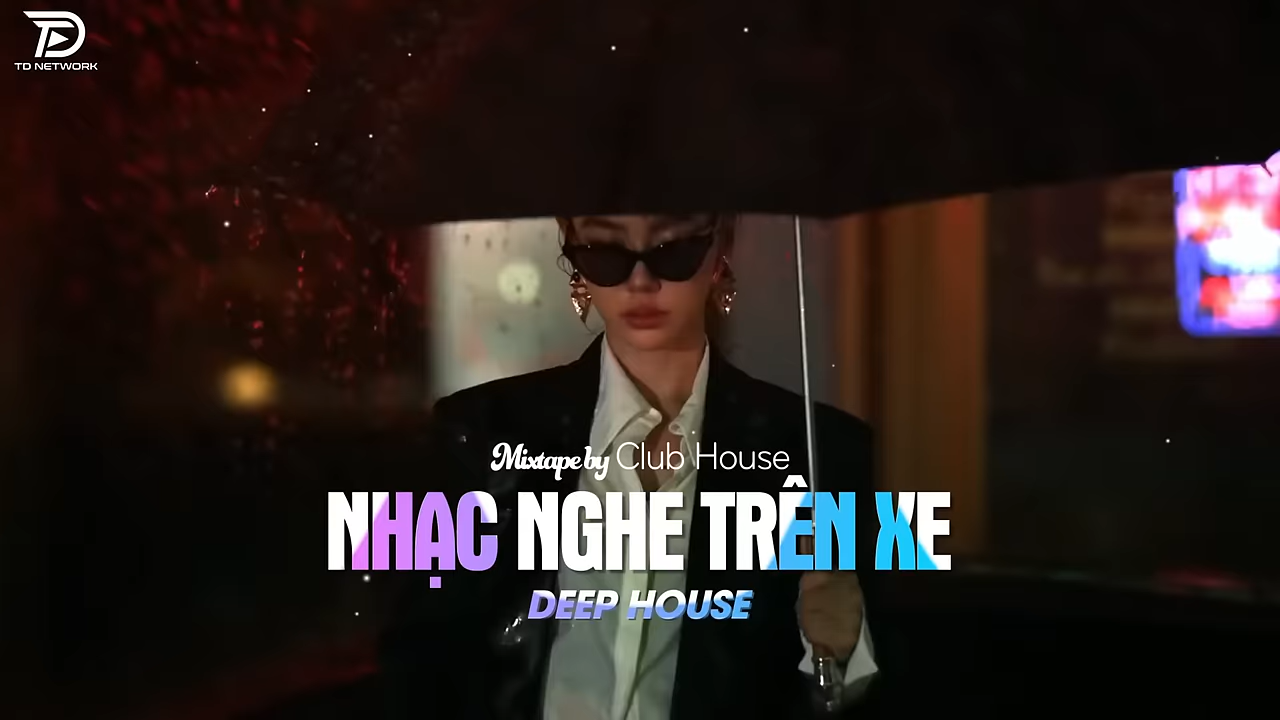 TD NETWORK
Mixtape by Club House
NHẠC NGHE TRÊN XE
DEEP HOUSE